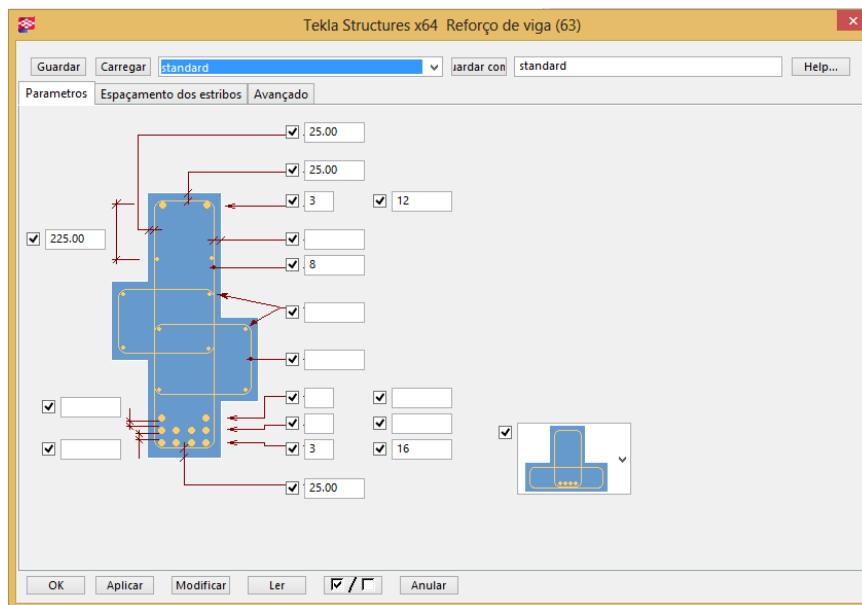 Tekla Structures x64 Reforço de viga (63)
Guardar Carregar standard uardar con standard Help...
Parametros Espaçamento dos estribos Avançado
25.00
25.00
3 12
225.00
8
3 16
25.00
OK Aplicar Modificar Ler / Anular